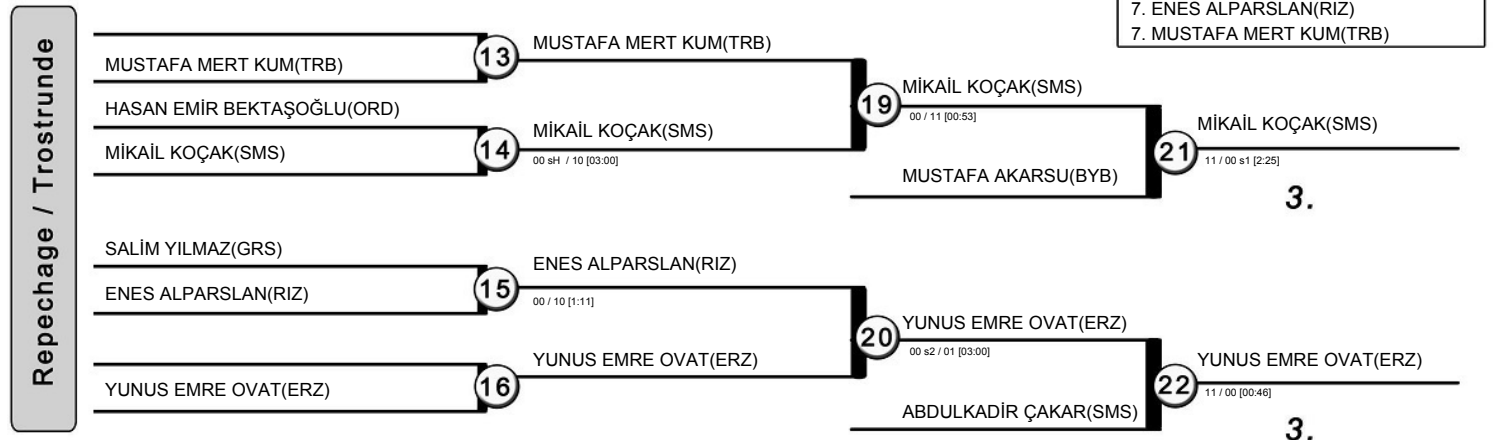 7. ENES ALPARSLAN(RIZ)
7. MUSTAFA MERT KUM(TRB)
Repechage / Trostrunde
MUSTAFA MERT KUM(TRB)
13
MUSTAFA MERT KUM(TRB)
HASAN EMİR BEKTAŞOĞLU(ORD)
MİKAİL KOÇAK(SMS)
14
MİKAİL KOÇAK(SMS)
00 sH / 10 [03:00]
19
MİKAİL KOÇAK(SMS)
00 / 11 [00:53]
MUSTAFA AKARSU(BYB)
21
MİKAİL KOÇAK(SMS)
11 / 00 s1 [2:25]
3.
SALİM YILMAZ(GRS)
ENES ALPARSLAN(RIZ)
15
ENES ALPARSLAN(RIZ)
00 / 10 [1:11]
YUNUS EMRE OVAT(ERZ)
16
YUNUS EMRE OVAT(ERZ)
20
YUNUS EMRE OVAT(ERZ)
00 s2 / 01 [03:00]
ABDULKADİR ÇAKAR(SMS)
22
YUNUS EMRE OVAT(ERZ)
11 / 00 [00:46]
3.